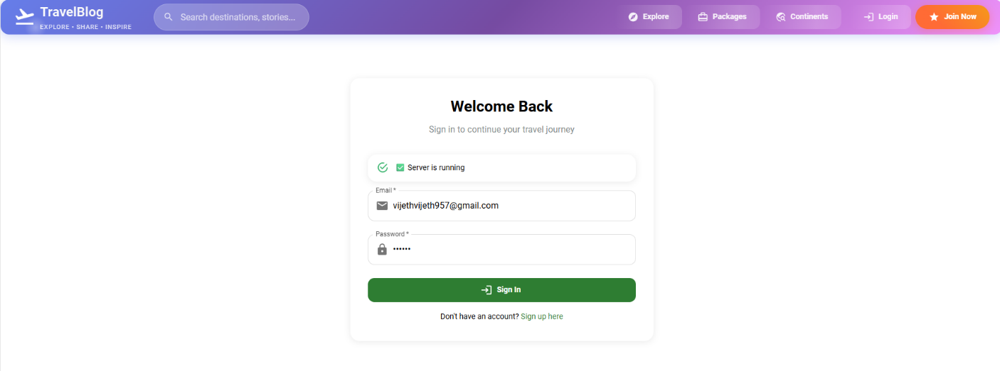 TravelBlog
EXPLORE • SHARE • INSPIRE
Search destinations, stories...
Explore
Packages
Continents
Login
Join Now
Welcome Back
Sign in to continue your travel journey
✅ Server is running
Email *
vijethvijeth957@gmail.com
Password *
••••••
Sign In
Don't have an account? Sign up here